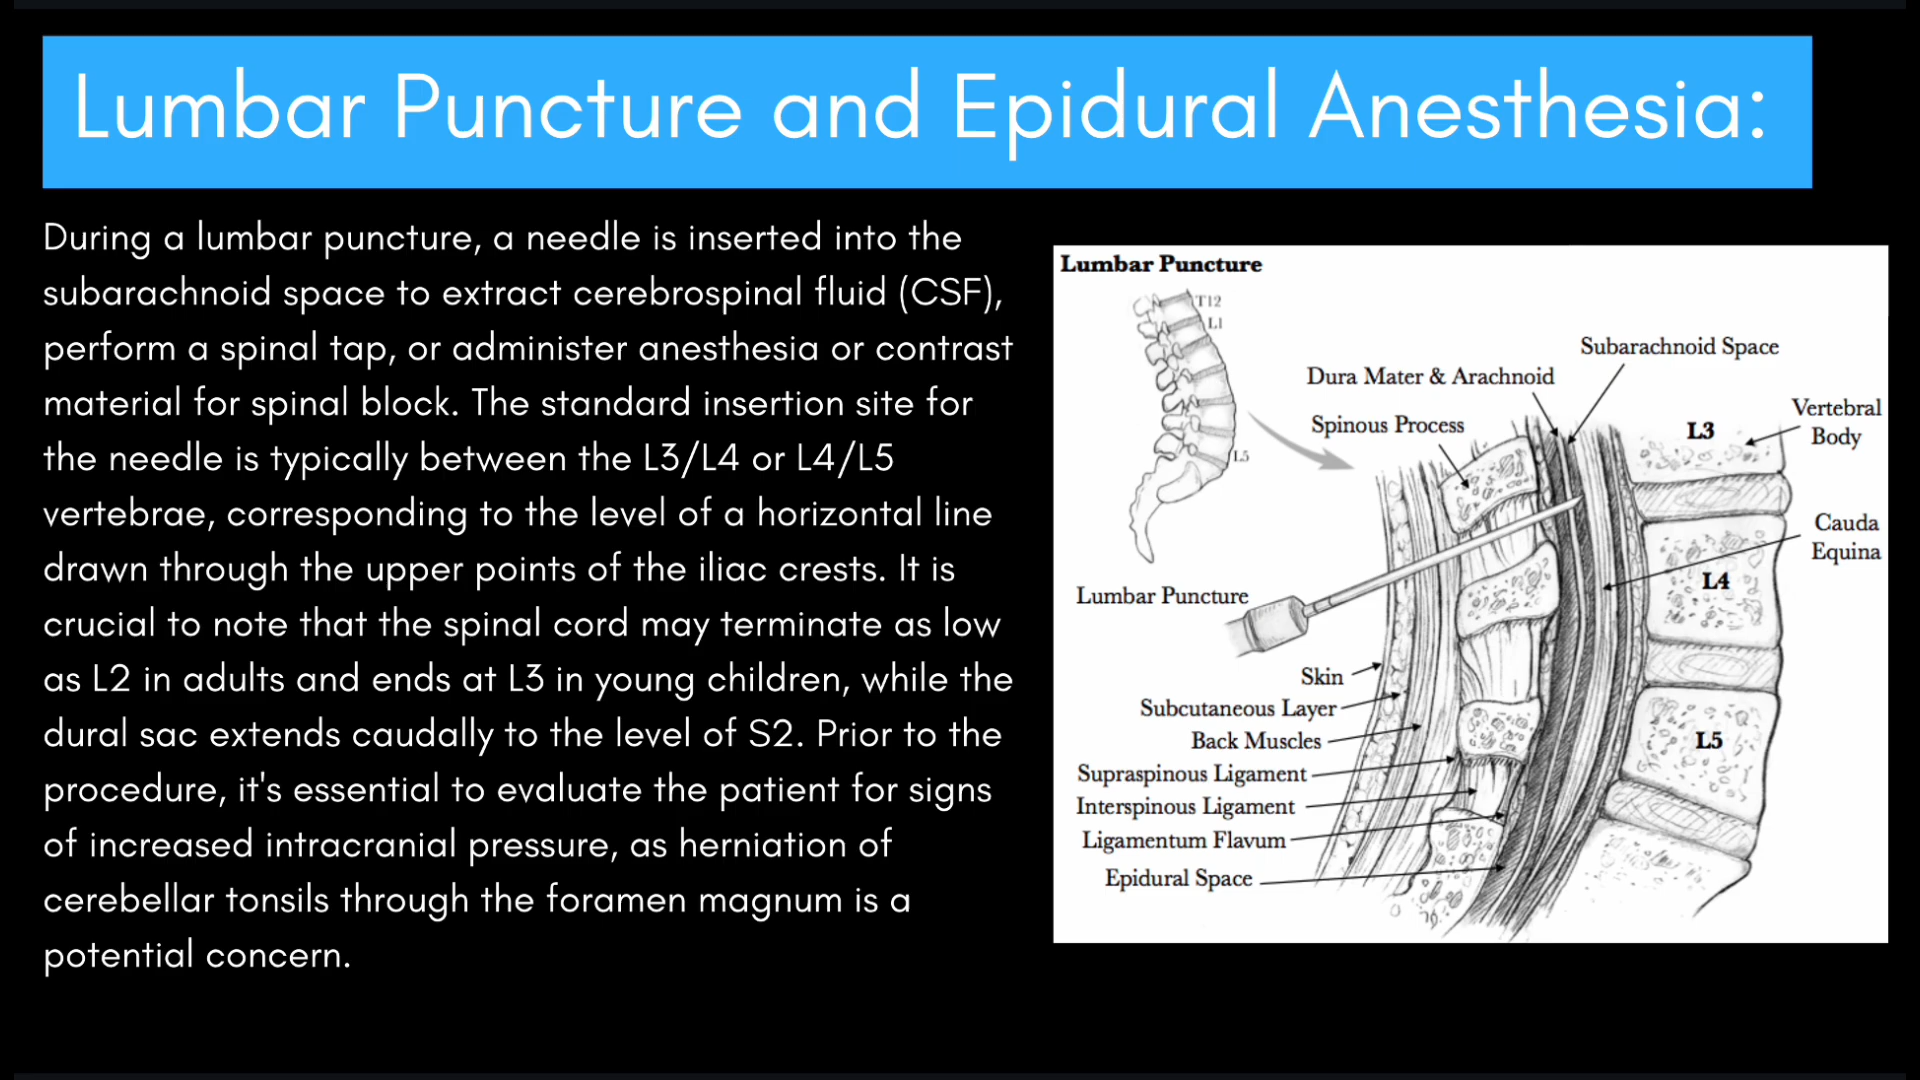 Lumbar Puncture and Epidural Anesthesia:
During a lumbar puncture, a needle is inserted into the
subarachnoid space to extract cerebrospinal fluid (CSF),
perform a spinal tap, or administer anesthesia or contrast
material for spinal block. The standard insertion site for
the needle is typically between the L3/L4 or L4/L5
vertebrae, corresponding to the level of a horizontal line
drawn through the upper points of the iliac crests. It is
crucial to note that the spinal cord may terminate as low
as L2 in adults and ends at L3 in young children, while the
dural sac extends caudally to the level of S2. Prior to the
procedure, it's essential to evaluate the patient for signs
of increased intracranial pressure, as herniation of
cerebellar tonsils through the foramen magnum is a
potential concern.
Lumbar Puncture
T12
L1
L5
Subarachnoid Space
Dura Mater & Arachnoid
Spinous Process
Vertebral
Body
L3
Cauda
Equina
L4
Lumbar Puncture
Skin
Subcutaneous Layer
Back Muscles
L5
Supraspinous Ligament
Interspinous Ligament
Ligamentum Flavum
Epidural Space